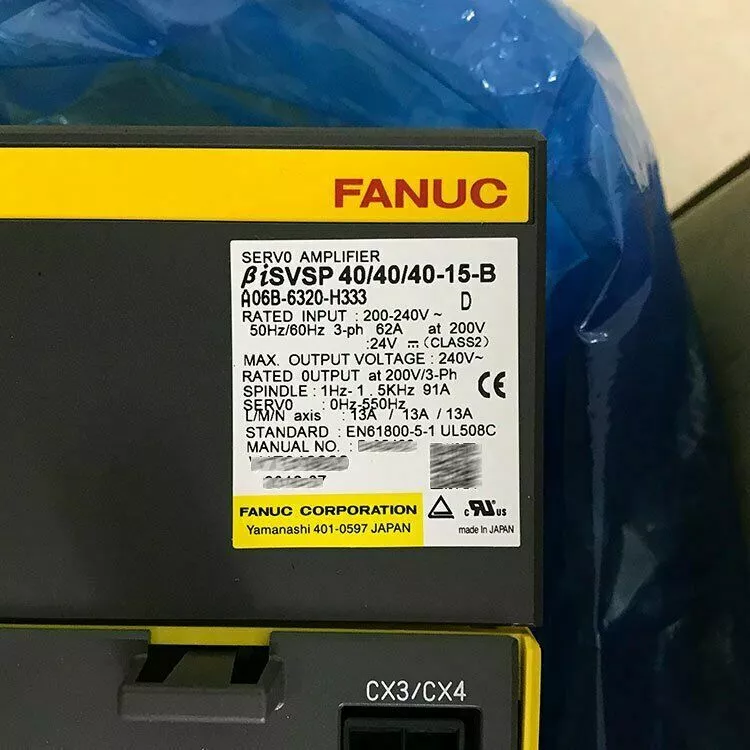 FANUC
SERVO AMPLIFIER
βiSVSP 40/40/40-15-B
A06B-6320-H333 D
RATED INPUT : 200-240V~
50Hz/60Hz 3-ph 62A at 200V
:24V ⎓ (CLASS2)
MAX. OUTPUT VOLTAGE : 240V~
RATED OUTPUT at 200V/3-Ph
SPINDLE : 1Hz- 1 . 5KHz 91A CE
SERVO : 0Hz-550Hz
L/M/N axis : 13A / 13A / 13A
STANDARD : EN61800-5-1 UL508C
MANUAL NO. :
FANUC CORPORATION
Yamanashi 401-0597 JAPAN
c UR us
made in JAPAN
CX3/CX4